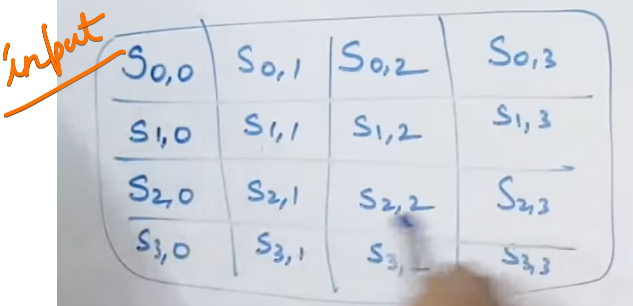 input
S0,0 S0,1 S0,2 S0,3
S1,0 S1,1 S1,2 S1,3
S2,0 S2,1 S2,2 S2,3
S3,0 S3,1 S3, S3,3